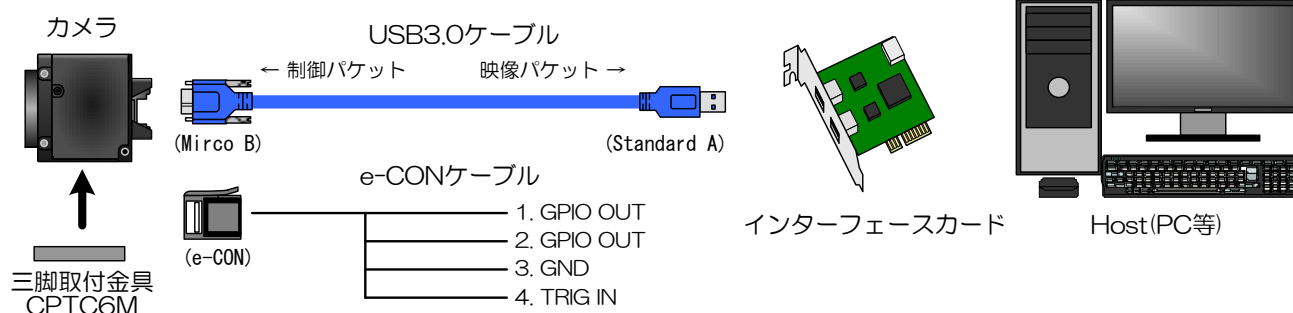 カメラ
USB3.0ケーブル
← 制御パケット 映像パケット →
(Mirco B)
(Standard A)
e-CONケーブル
(e-CON)
1. GPIO OUT
2. GPIO OUT
3. GND
4. TRIG IN
三脚取付金具
CPTC6M
インターフェースカード
Host(PC等)